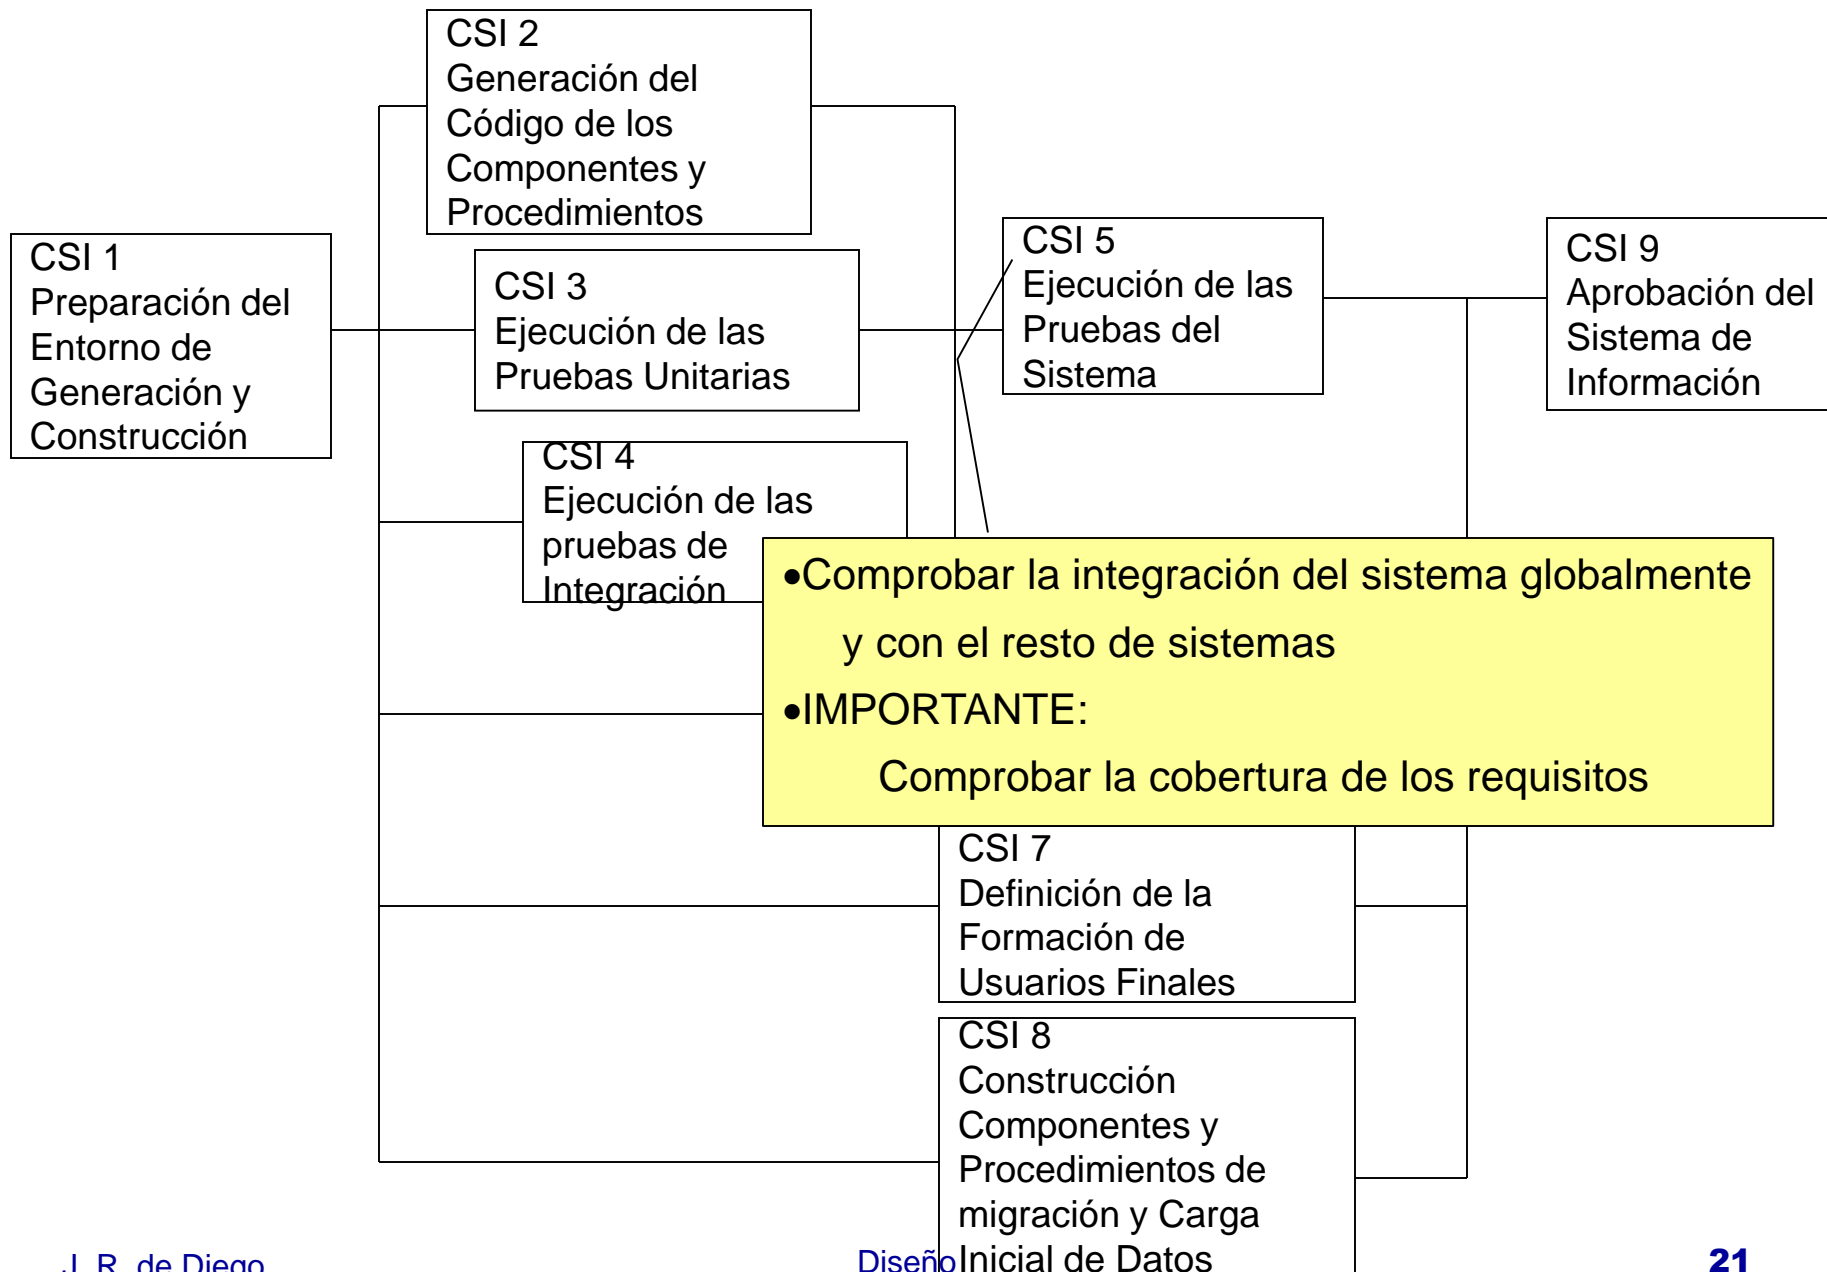 CSI 2
Generación del
Código de los
Componentes y
Procedimientos
CSI 1
Preparación del
Entorno de
Generación y
Construcción
CSI 3
Ejecución de las
Pruebas Unitarias
CSI 5
Ejecución de las
Pruebas del
Sistema
CSI 9
Aprobación del
Sistema de
Información
CSI 4
Ejecución de las
pruebas de
Integración
•Comprobar la integración del sistema globalmente
y con el resto de sistemas
•IMPORTANTE:
Comprobar la cobertura de los requisitos
CSI 7
Definición de la
Formación de
Usuarios Finales
CSI 8
Construcción
Componentes y
Procedimientos de
migración y Carga
Inicial de Datos
J. R. de Diego
Diseño
21